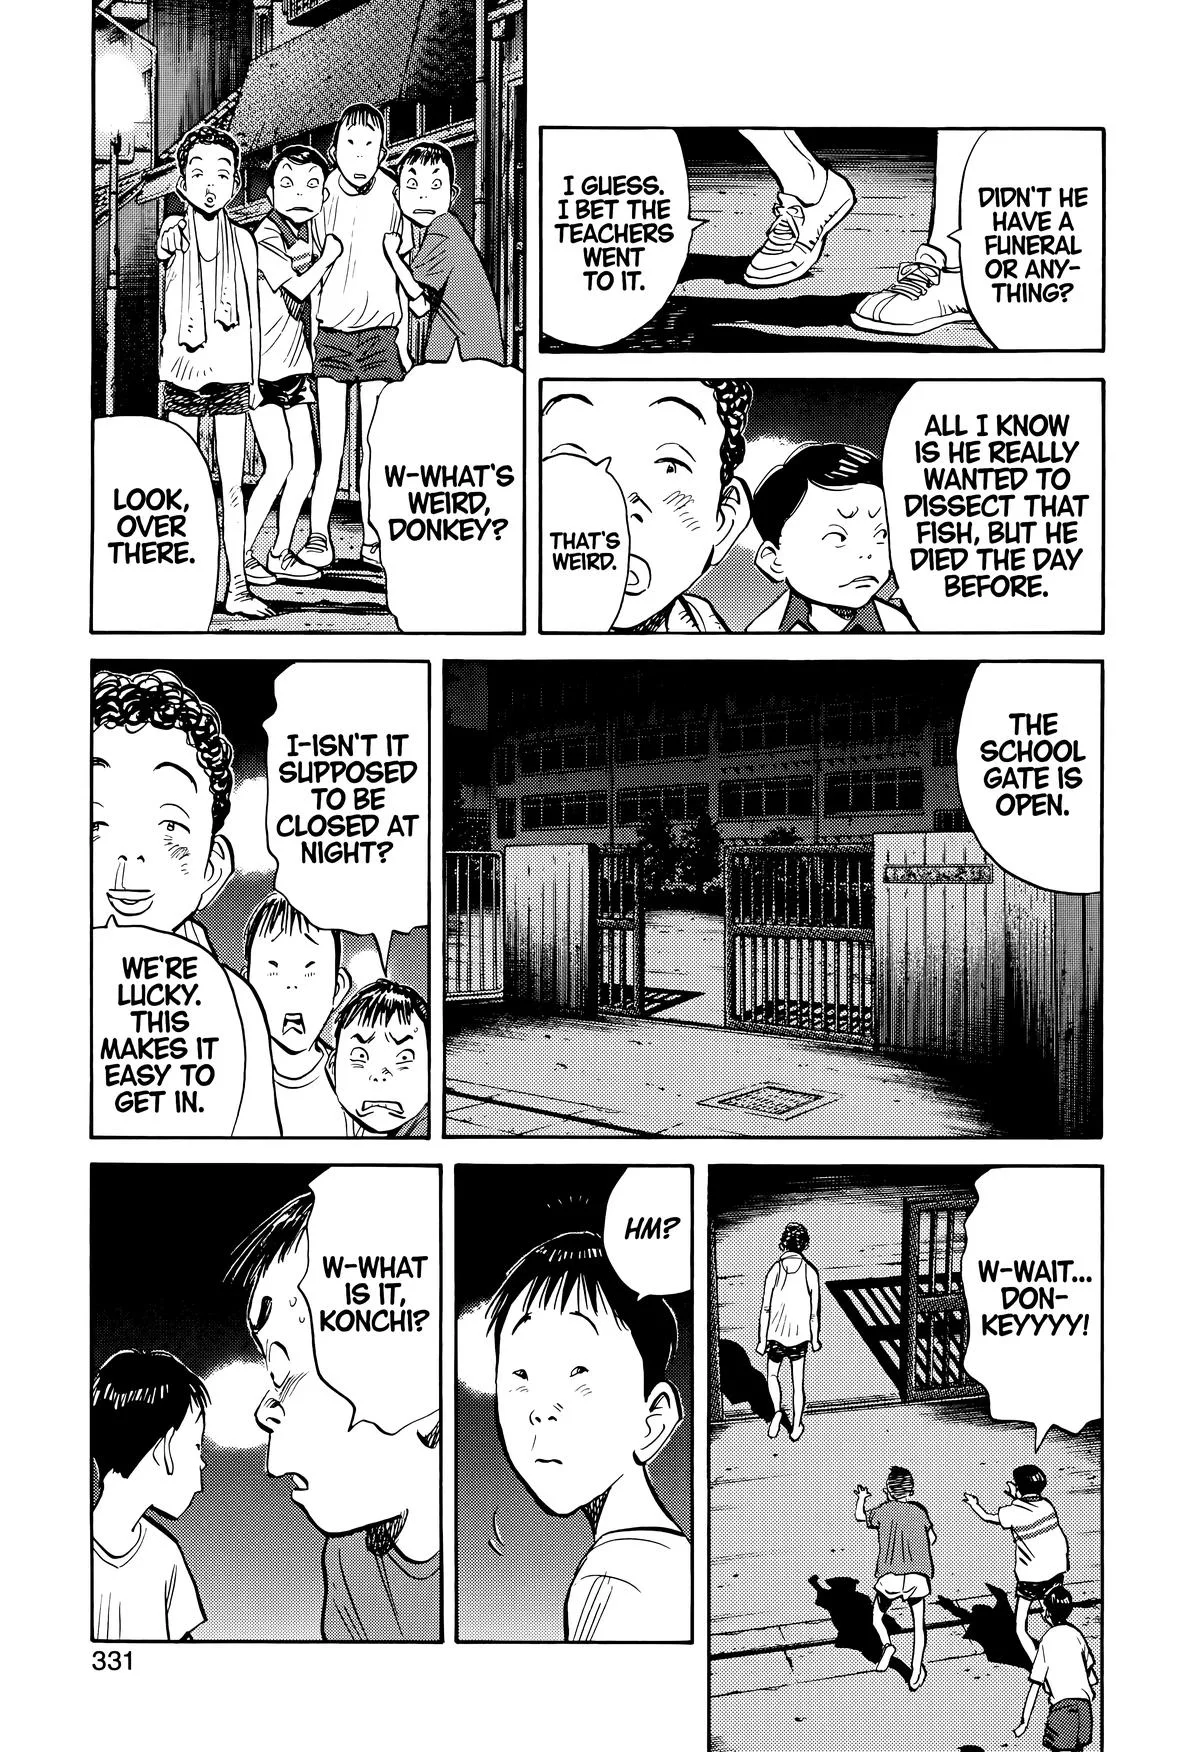 DIDN'T HE
HAVE A
FUNERAL
OR ANY-
THING?
I GUESS.
I BET THE
TEACHERS
WENT
TO IT.
ALL I KNOW
IS HE REALLY
WANTED TO
DISSECT THAT
FISH, BUT HE
DIED THE DAY
BEFORE.
THAT'S
WEIRD.
W-WHAT'S
WEIRD,
DONKEY?
LOOK,
OVER
THERE.
THE
SCHOOL
GATE IS
OPEN.
I-ISN'T IT
SUPPOSED
TO BE
CLOSED AT
NIGHT?
WE'RE
LUCKY.
THIS
MAKES IT
EASY TO
GET IN.
W-WAIT...
DON-
KEYYYY!
HM?
W-WHAT
IS IT,
KONCHI?
331